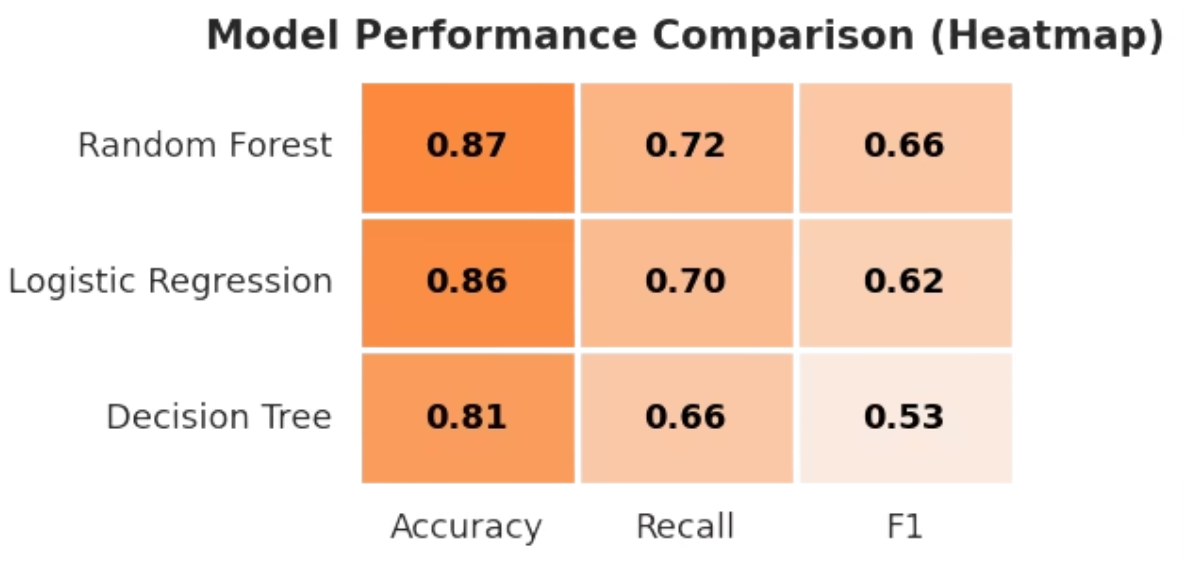 Model Performance Comparison (Heatmap)
Random Forest 0.87 0.72 0.66
Logistic Regression 0.86 0.70 0.62
Decision Tree 0.81 0.66 0.53
Accuracy Recall F1